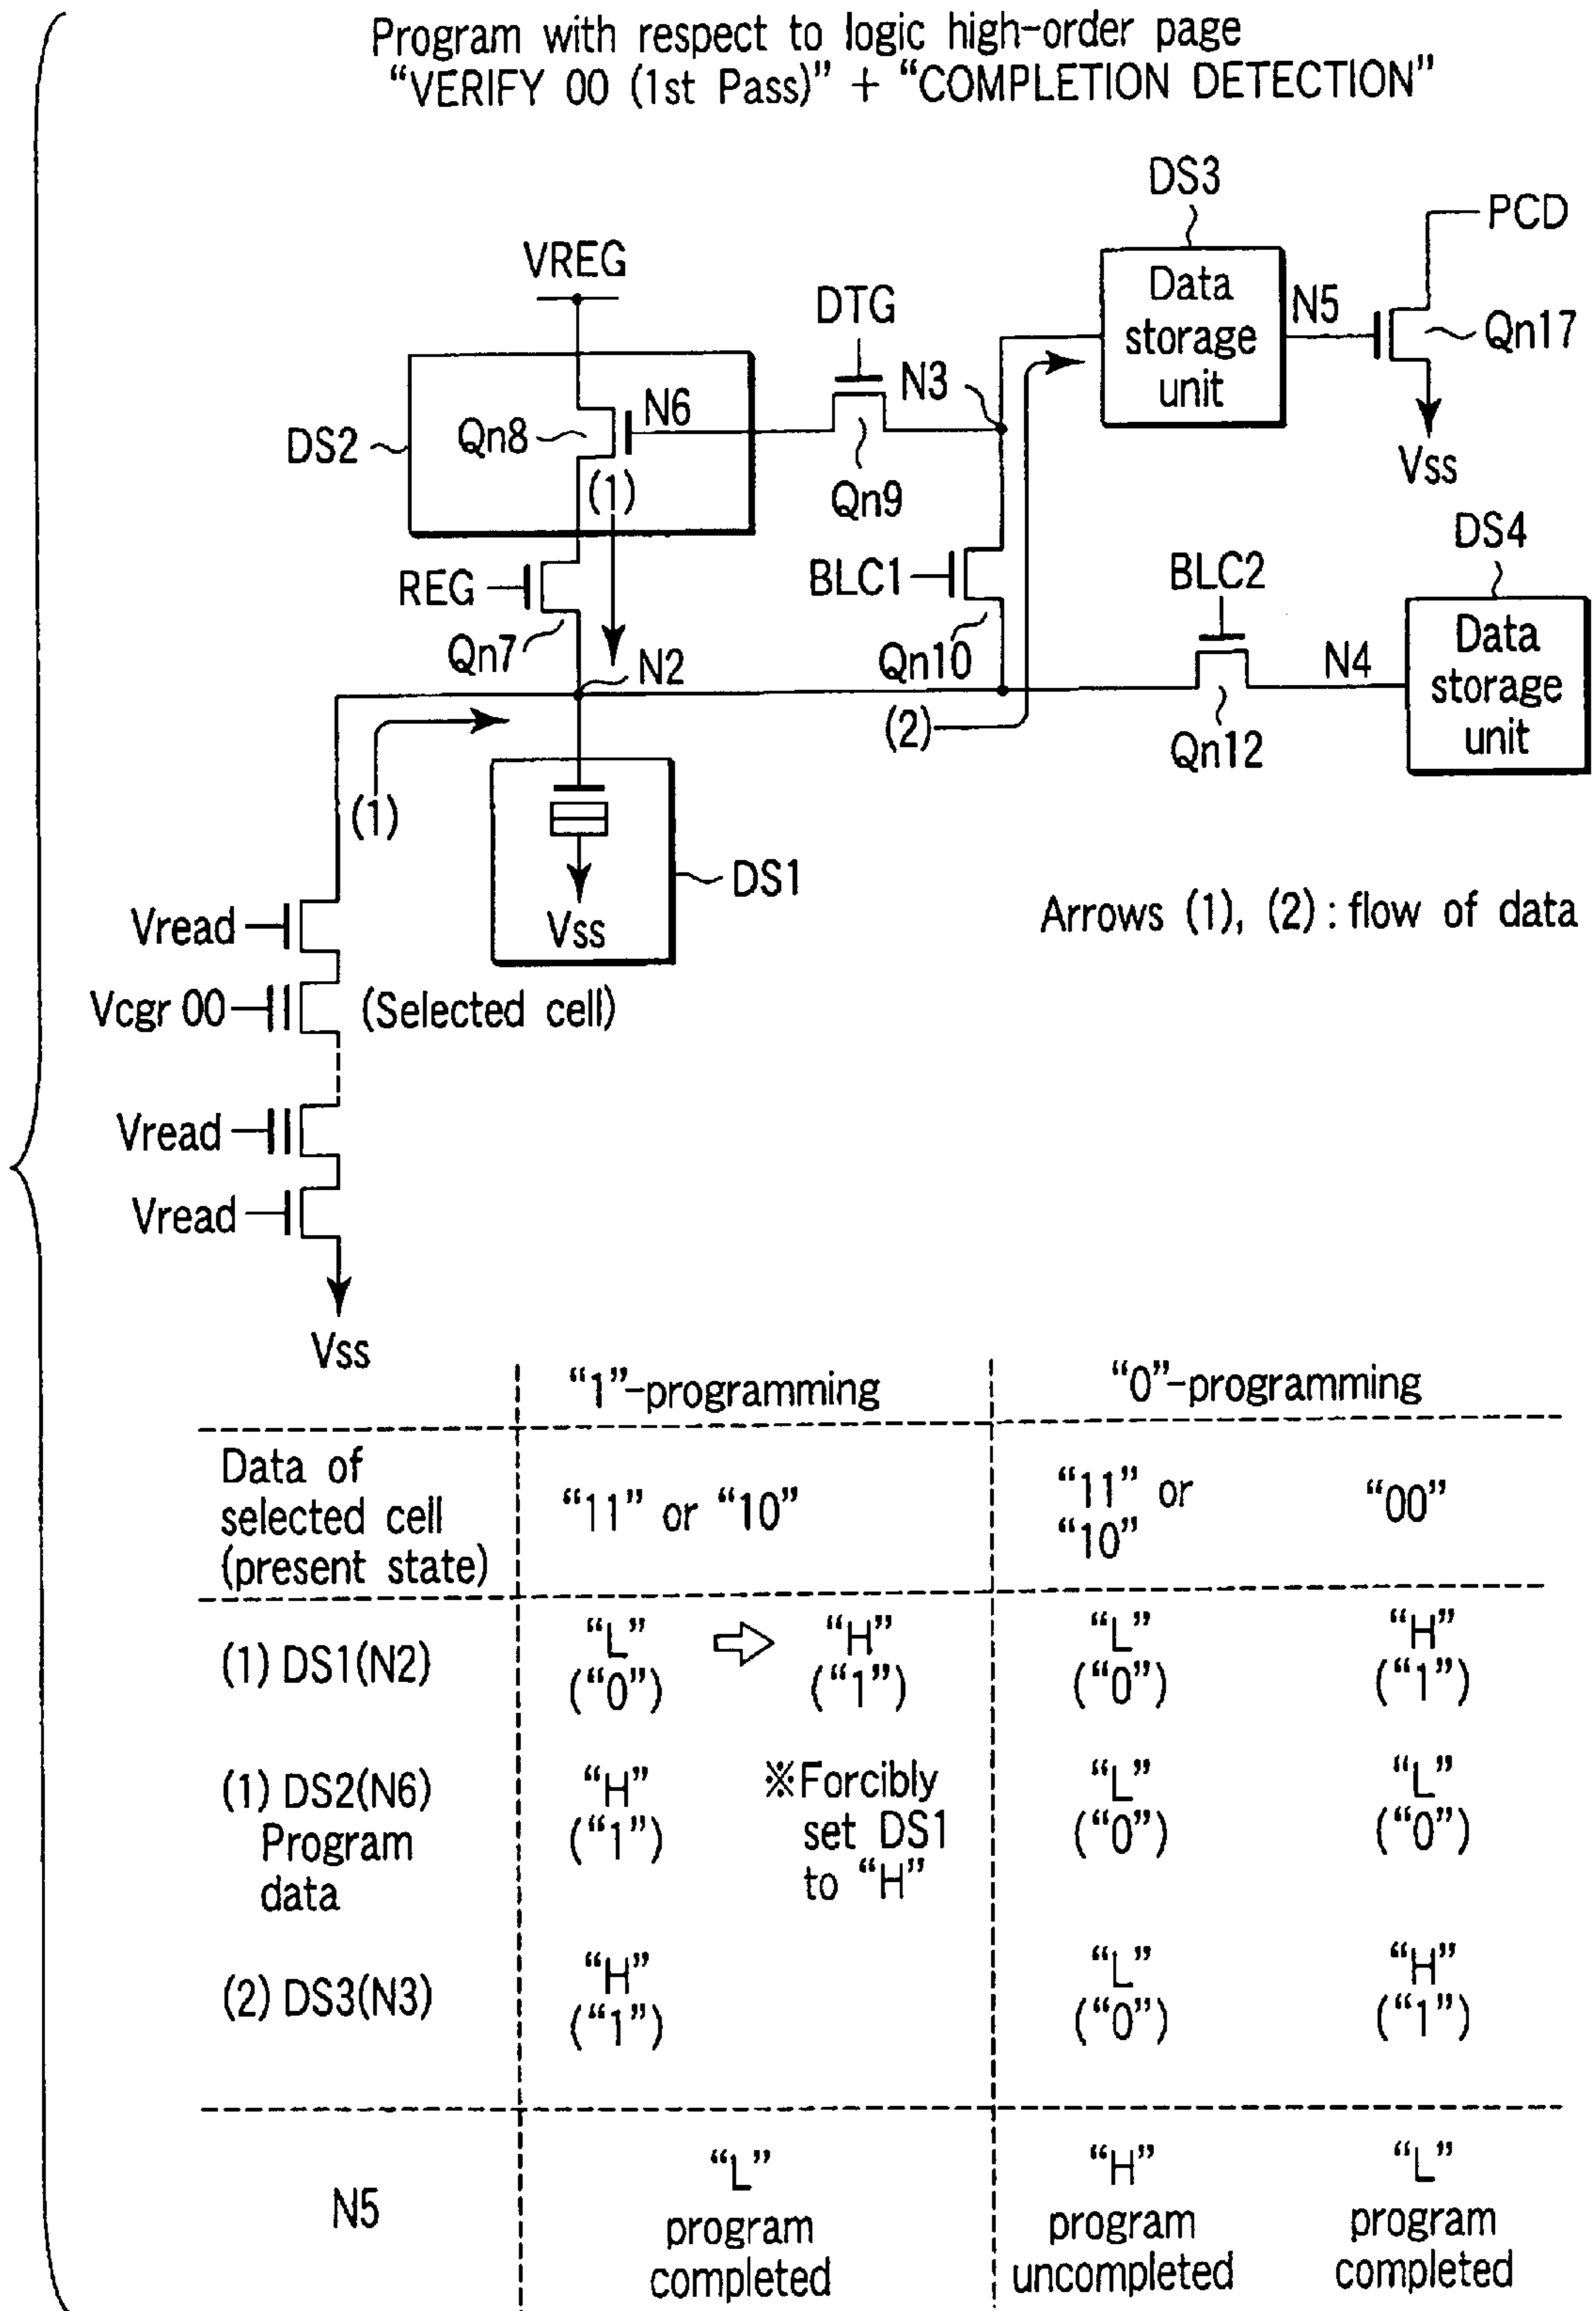 Program with respect to logic high-order page
“VERIFY 00 (1st Pass)” + “COMPLETION DETECTION”
DS3
PCD
VREG
DTG
Data
storage
unit
N5
Qn17
N3
N6
DS2
Qn8
(1)
Qn9
Vss
DS4
REG
BLC1
BLC2
Qn7
N2
Qn10
N4
Data
storage
unit
(2)
Qn12
(1)
DS1
Vss
Arrows (1), (2) : flow of data
Vread
Vcgr 00
(Selected cell)
Vread
Vread
Vss
“1”-programming
“0”-programming
Data of
selected cell
(present state)
“11” or “10”
“11” or
“10”
“00”
(1) DS1(N2)
“L”
(“0”)
⇨
“H”
(“1”)
“L”
(“0”)
“H”
(“1”)
(1) DS2(N6)
Program
data
“H”
(“1”)
※Forcibly
set DS1
to “H”
“L”
(“0”)
“L”
(“0”)
(2) DS3(N3)
“H”
(“1”)
“L”
(“0”)
“H”
(“1”)
N5
“L”
program
completed
“H”
program
uncompleted
“L”
program
completed